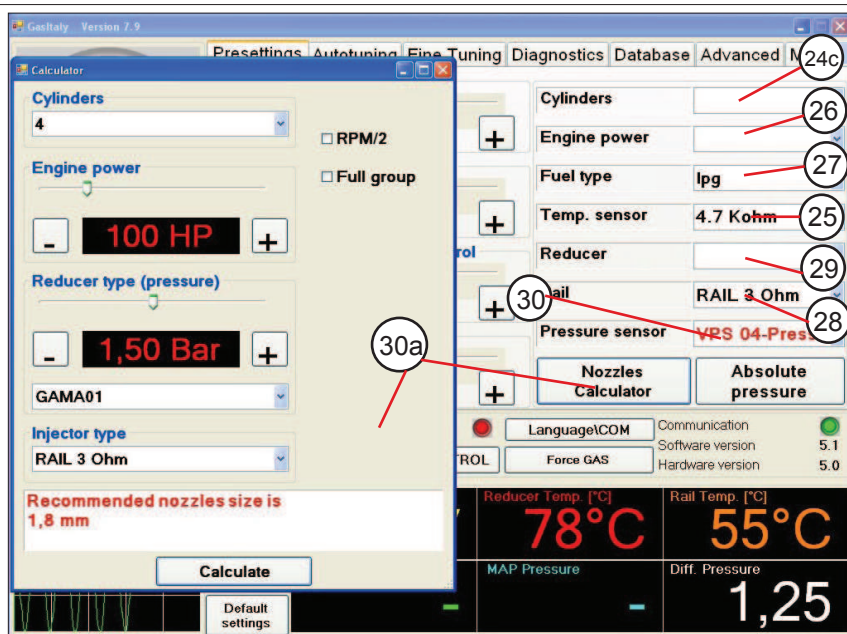 GasItaly Version 7.9
Presettings Autotuning Fine Tuning Diagnostics Database Advanced
Calculator
Cylinders
4
RPM/2
Full group
Engine power
- 100 HP +
Reducer type (pressure)
- 1,50 Bar +
GAMA01
Injector type
RAIL 3 Ohm
Recommended nozzles size is
1,8 mm
Calculate
+
+
+
+
Cylinders
24c
Engine power
26
Fuel type lpg
27
Temp. sensor 4.7 Kohm
25
Reducer
29
RAIL 3 Ohm
28
30
Pressure sensor VPS 04-Press
30a
Nozzles
Calculator
Absolute
pressure
Language\COM
Force GAS
Communication
Software version 5.1
Hardware version 5.0
Reducer Temp. [°C]
78°C
Rail Temp. [°C]
55°C
MAP Pressure
-
-
Diff. Pressure
1,25
Default
settings